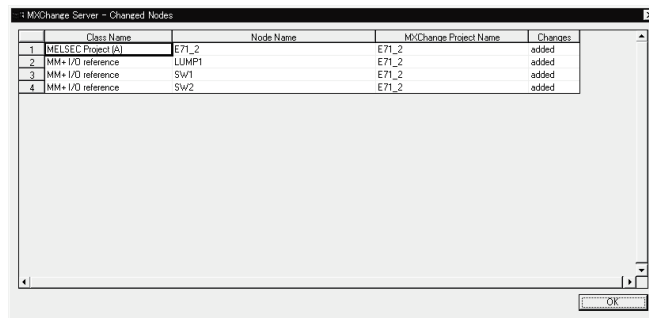 MXChange Server - Changed Nodes
Class Name Node Name MXChange Project Name Changes
1 MELSEC Project (A) E71_2 E71_2 added
2 MM+ I/O reference LUMP1 E71_2 added
3 MM+ I/O reference SW1 E71_2 added
4 MM+ I/O reference SW2 E71_2 added
OK